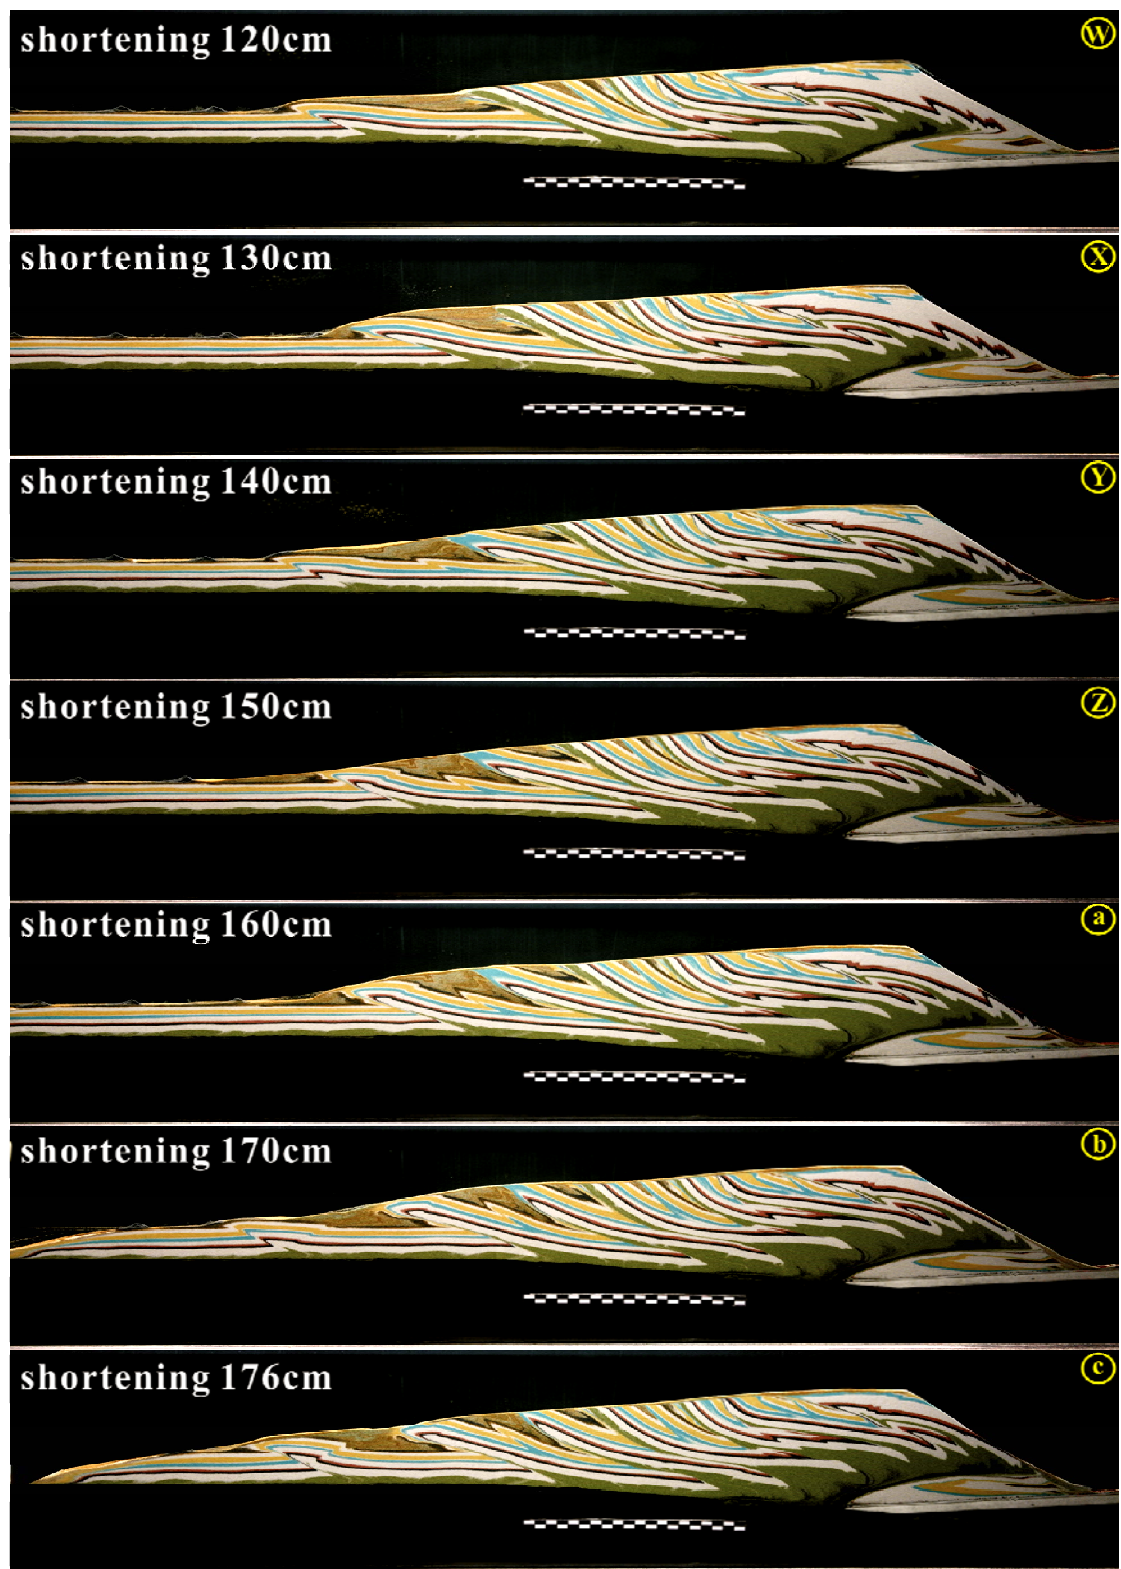 shortening 120cm W
shortening 130cm X
shortening 140cm Y
shortening 150cm Z
shortening 160cm a
shortening 170cm b
shortening 176cm c